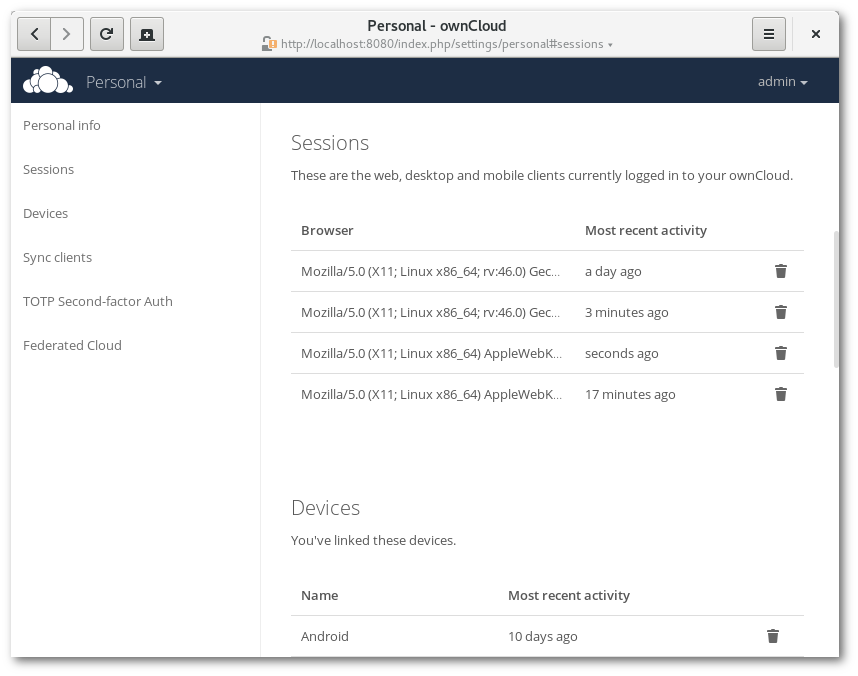 Personal - ownCloud
http://localhost:8080/index.php/settings/personal#sessions
Personal
admin
Personal info
Sessions
Devices
Sync clients
TOTP Second-factor Auth
Federated Cloud
Sessions
These are the web, desktop and mobile clients currently logged in to your ownCloud.
Browser Most recent activity
Mozilla/5.0 (X11; Linux x86_64; rv:46.0) Gec... a day ago
Mozilla/5.0 (X11; Linux x86_64; rv:46.0) Gec... 3 minutes ago
Mozilla/5.0 (X11; Linux x86_64) AppleWebK... seconds ago
Mozilla/5.0 (X11; Linux x86_64) AppleWebK... 17 minutes ago
Devices
You've linked these devices.
Name Most recent activity
Android 10 days ago